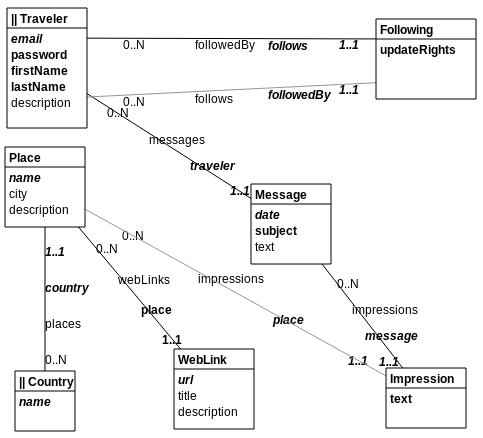 || Traveler
email
password
firstName
lastName
description
Following
updateRights
0..N
followedBy
follows
1..1
0..N
follows
followedBy
1..1
0..N
messages
traveler
1..1
Place
name
city
description
Message
date
subject
text
1..1
country
places
0..N
0..N
webLinks
place
1..1
0..N
impressions
place
1..1
0..N
impressions
message
1..1
|| Country
name
WebLink
url
title
description
Impression
text